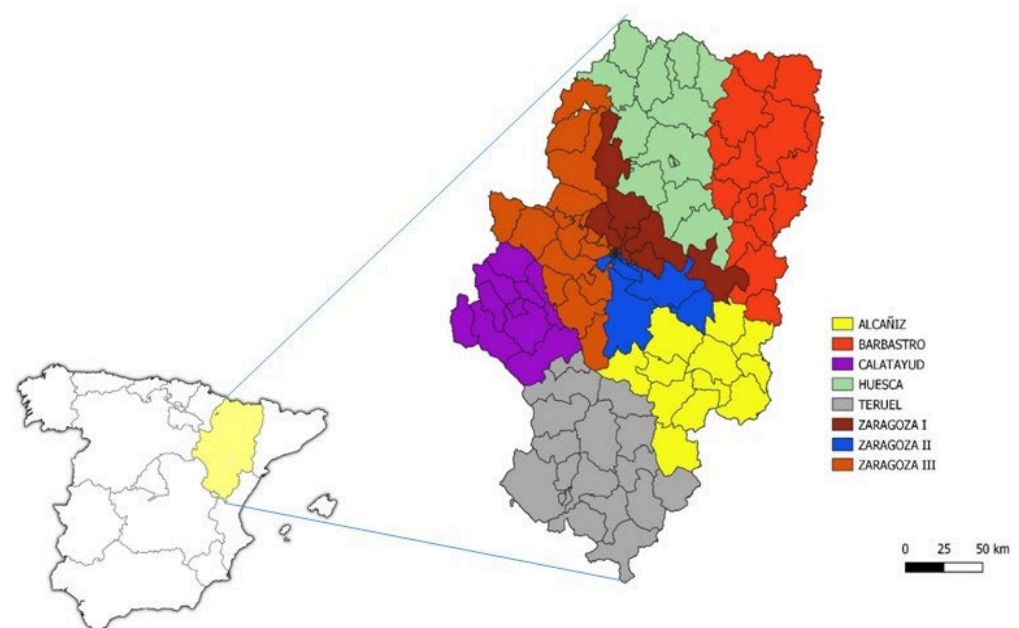 ALCAÑIZ
BARBASTRO
CALATAYUD
HUESCA
TERUEL
ZARAGOZA I
ZARAGOZA II
ZARAGOZA III
0 25 50 km